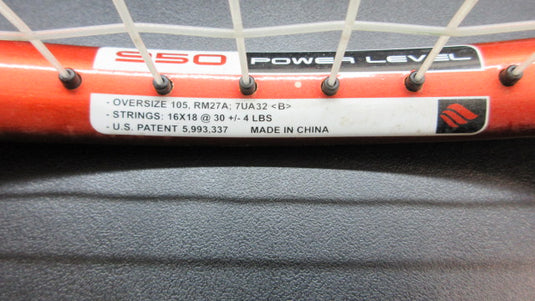 950 POWER LEVEL
- OVERSIZE 105, RM27A; 7UA32 <B>
- STRINGS: 16X18 @ 30 +/- 4 LBS
- U.S. PATENT 5,993,337 MADE IN CHINA